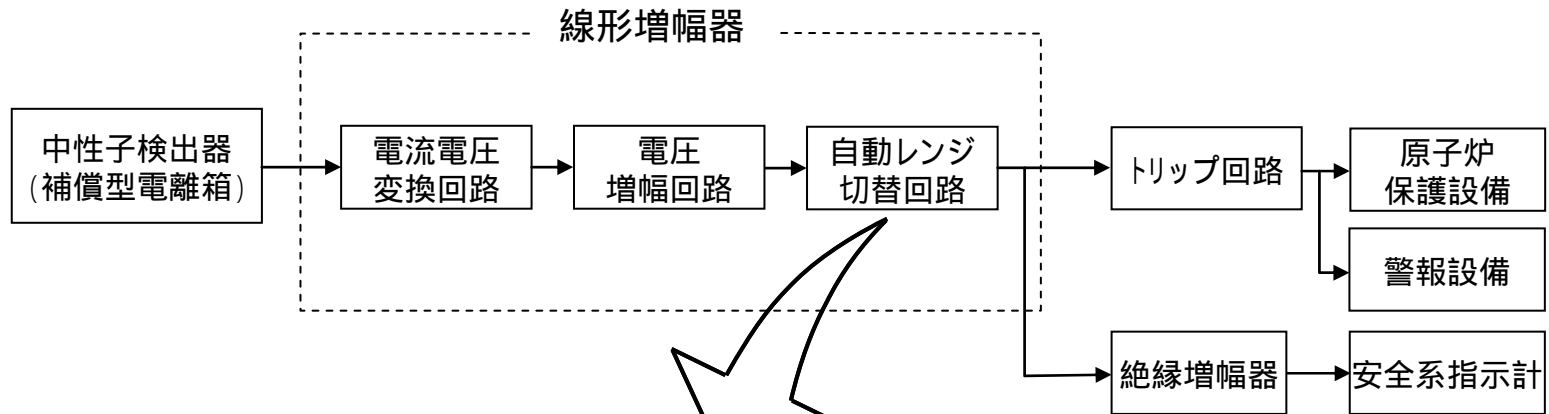 線形増幅器
中性子検出器
(補償型電離箱)
電流電圧
変換回路
電圧
増幅回路
自動レンジ
切替回路
トリップ回路
原子炉
保護設備
警報設備
絶縁増幅器
安全系指示計